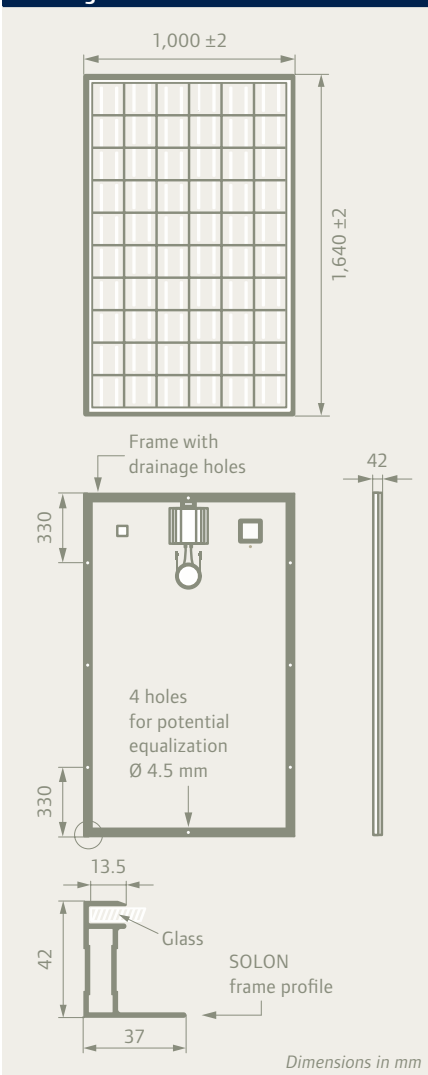 1,000 ±2
1,640 ±2
Frame with
drainage holes
42
330
4 holes
for potential
equalization
Ø 4.5 mm
330
13.5
Glass
42
SOLON
frame profile
37
Dimensions in mm